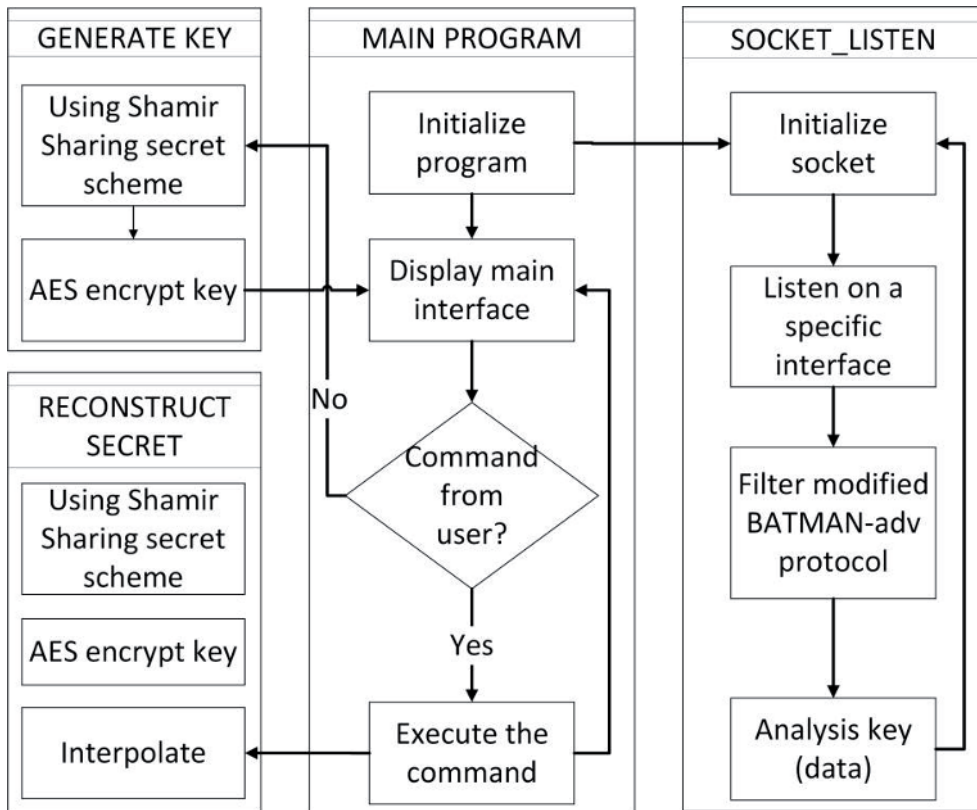 GENERATE KEY
Using Shamir
Sharing secret
scheme
AES encrypt key
RECONSTRUCT
SECRET
Using Shamir
Sharing secret
scheme
AES encrypt key
Interpolate
MAIN PROGRAM
Initialize
program
Display main
interface
No
Command
from
user?
Yes
Execute the
command
SOCKET_LISTEN
Initialize
socket
Listen on a
specific
interface
Filter modified
BATMAN-adv
protocol
Analysis key
(data)